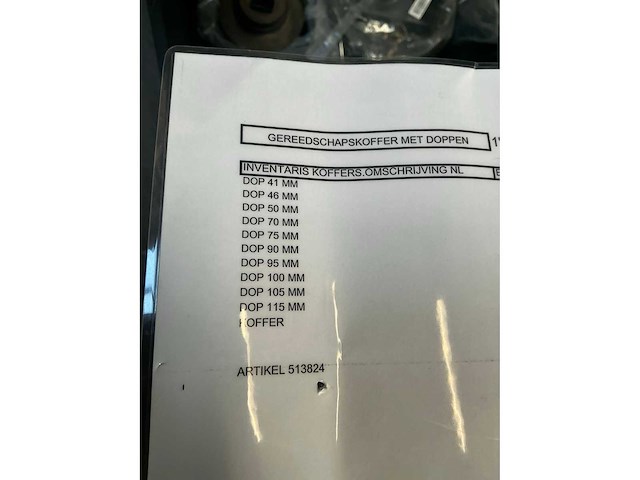 GEREEDSCHAPSKOFFER MET DOPPEN 1"
INVENTARIS KOFFERS.OMSCHRIJVING NL
DOP 41 MM
DOP 46 MM
DOP 50 MM
DOP 70 MM
DOP 75 MM
DOP 90 MM
DOP 95 MM
DOP 100 MM
DOP 105 MM
DOP 115 MM
KOFFER
ARTIKEL 513824